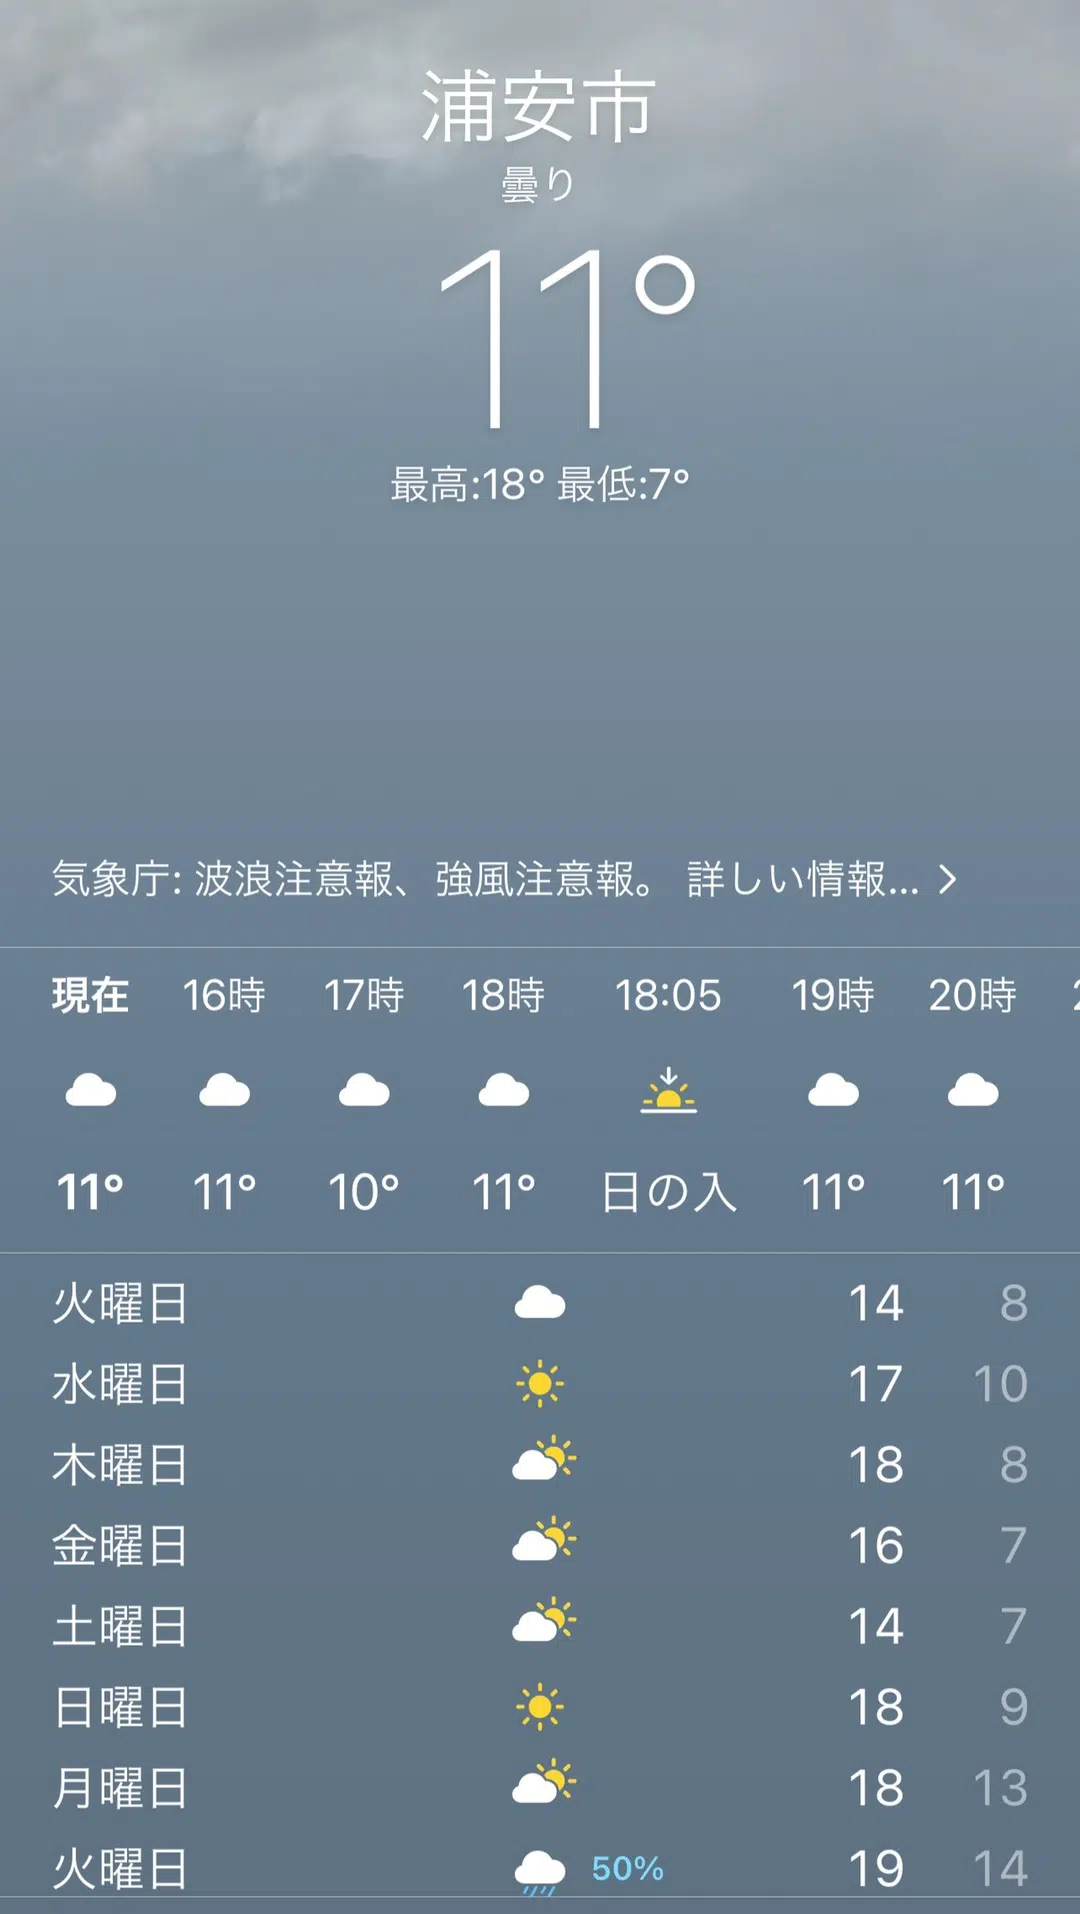 浦安市
曇り
11°
最高:18° 最低:7°
気象庁: 波浪注意報、強風注意報。 詳しい情報...
現在 16時 17時 18時 18:05 19時 20時
11° 11° 10° 11° 日の入 11° 11°
火曜日 14 8
水曜日 17 10
木曜日 18 8
金曜日 16 7
土曜日 14 7
日曜日 18 9
月曜日 18 13
火曜日 50% 19 14